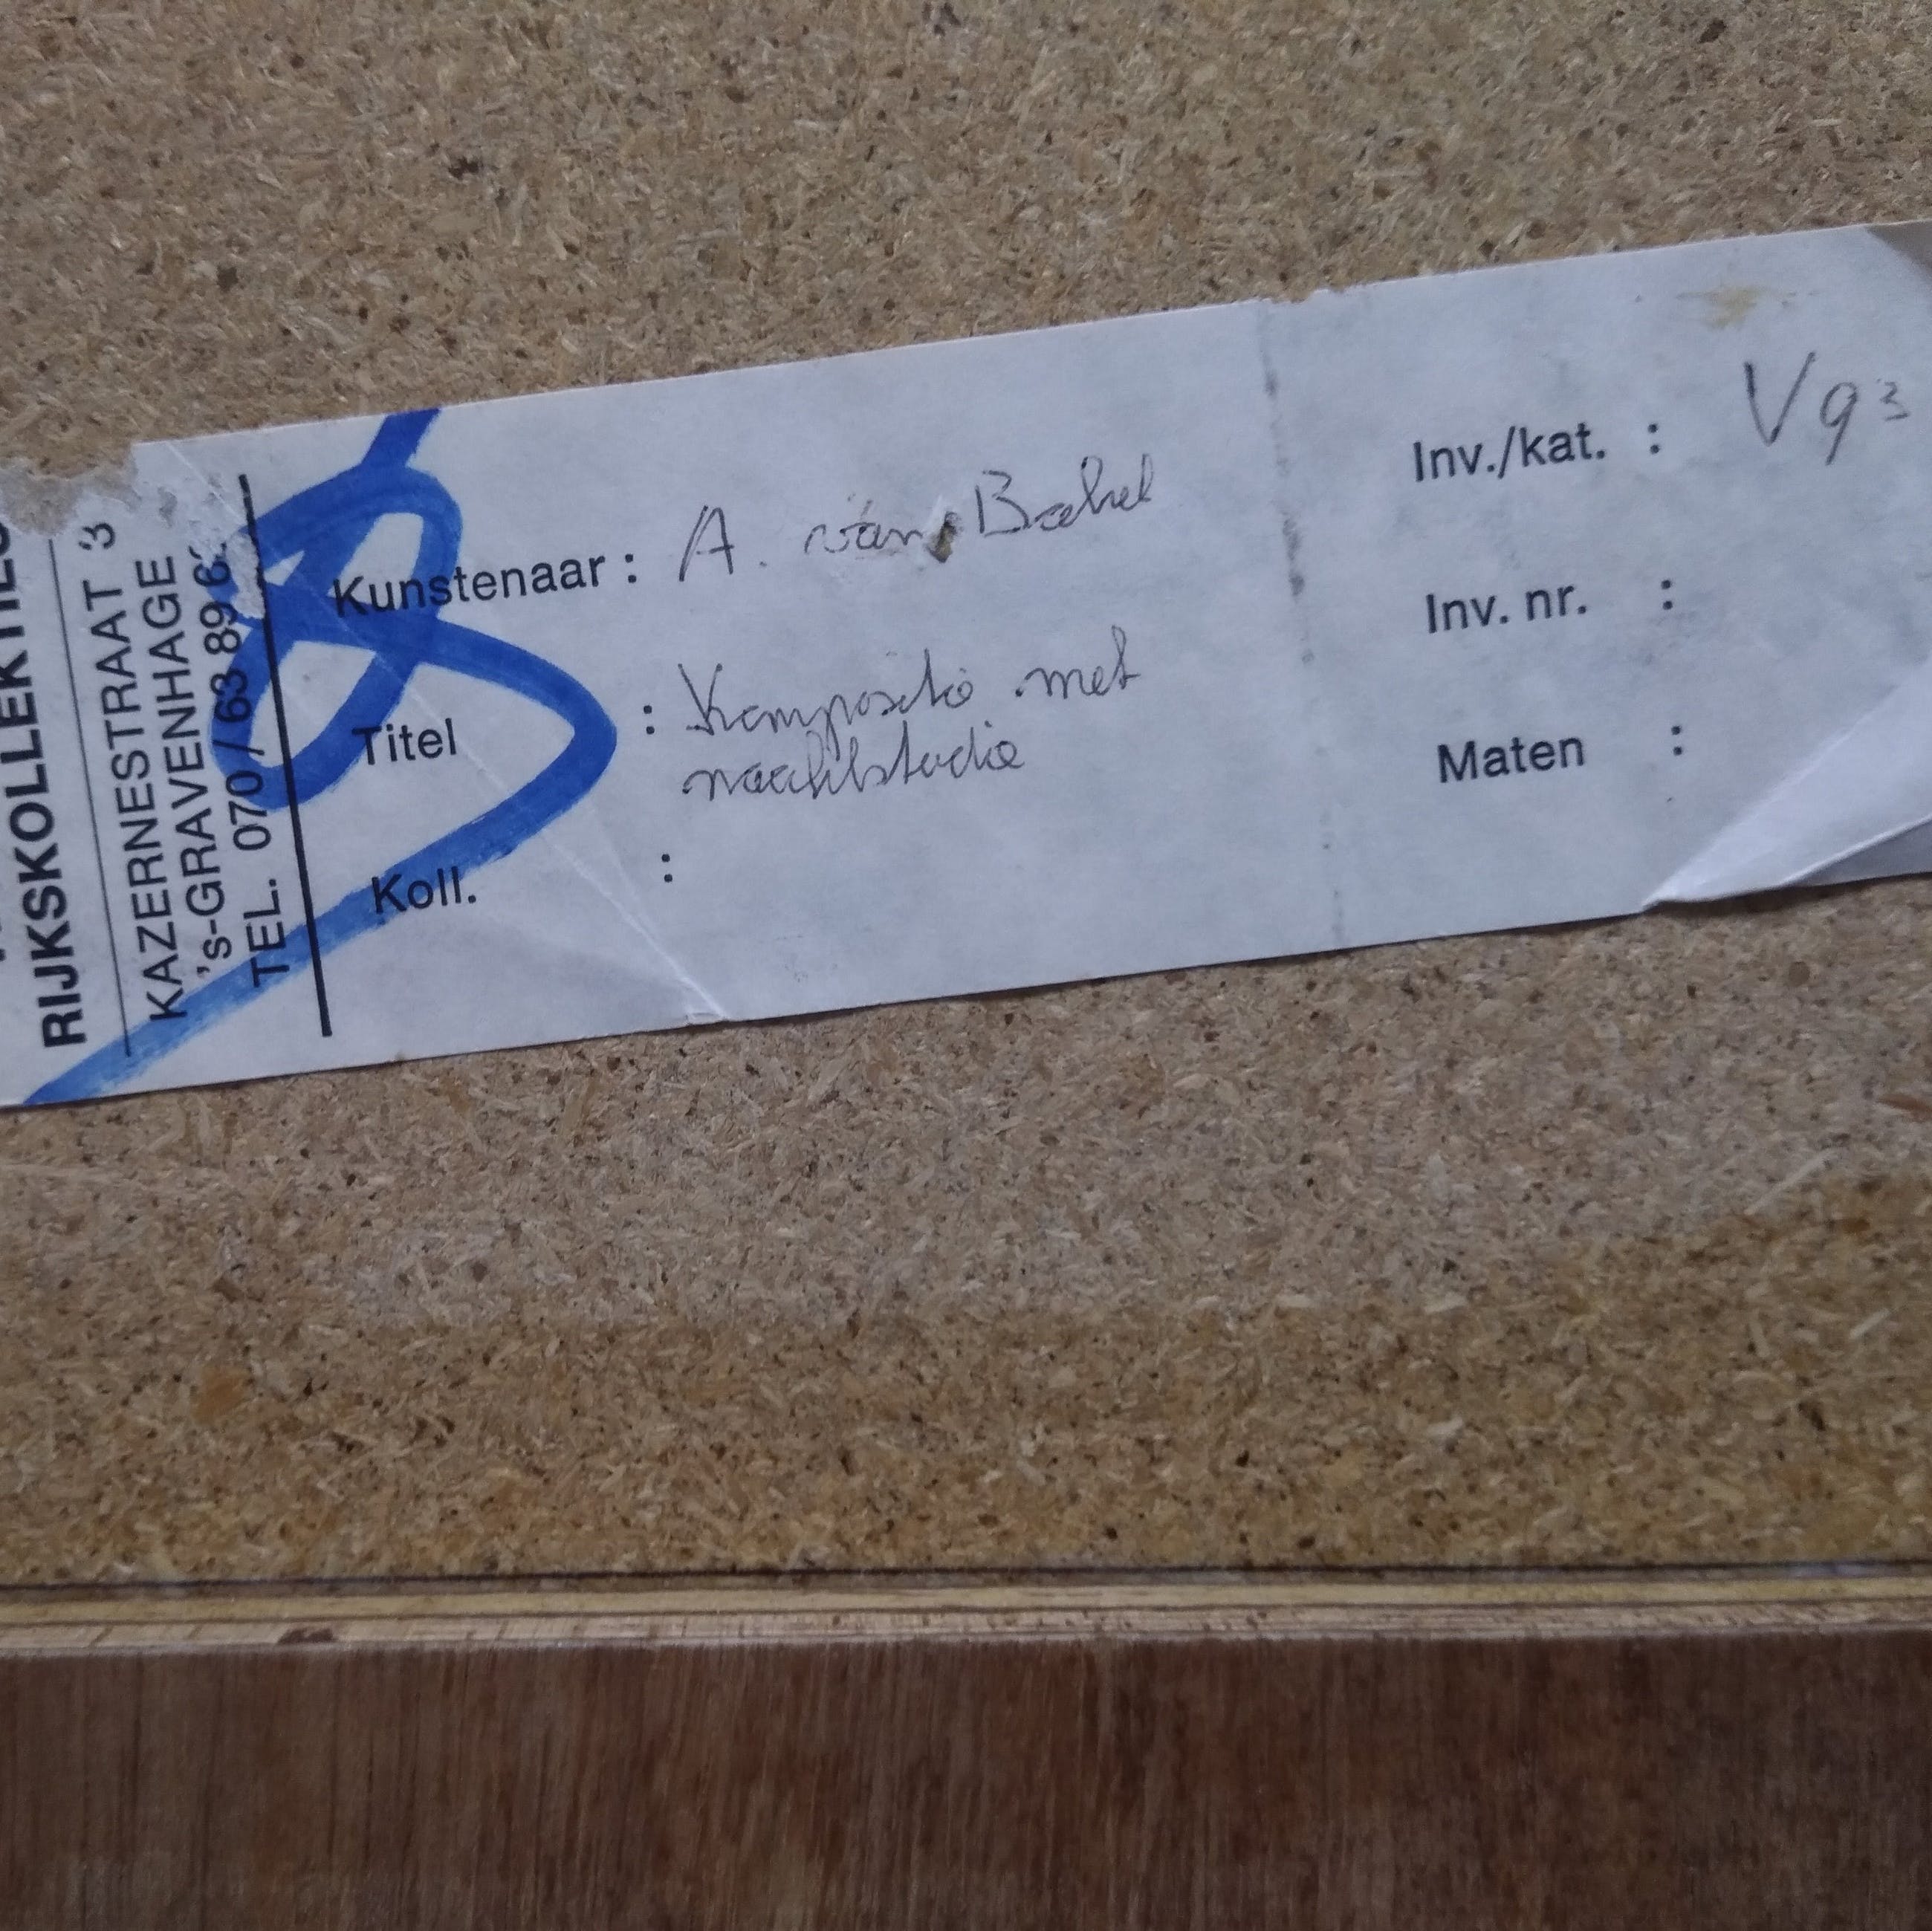 RIJKSKOLLEKTIES
KAZERNESTRAAT 3
's-GRAVENHAGE
TEL. 070 / 63 89 6
Kunstenaar : A. van Bakel
Titel : Kompositie met
naaktstudie
Koll. :
Inv./kat. : V93
Inv. nr. :
Maten :